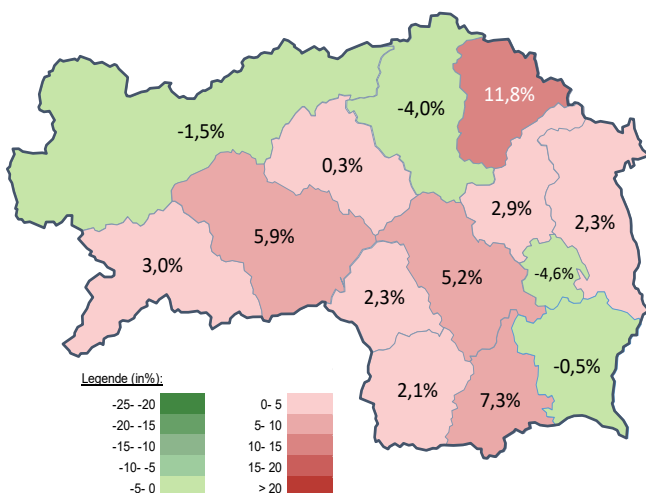 11,8%
-4,0%
-1,5%
0,3%
2,9%
2,3%
5,9%
5,2%
3,0%
-4,6%
2,3%
-0,5%
2,1%
7,3%
Legende (in%):
-25- -20 0- 5
-20- -15 5- 10
-15- -10 10- 15
-10- -5 15- 20
-5- 0 > 20